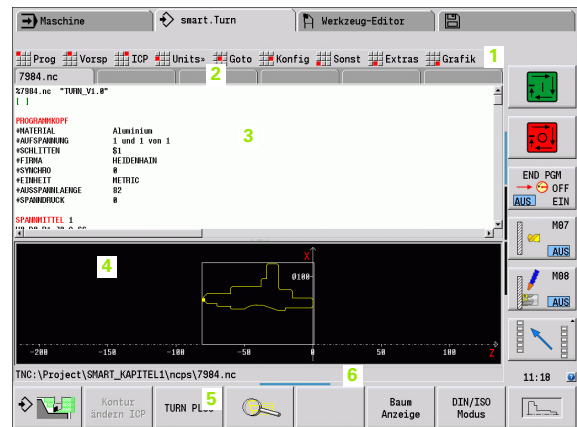 Maschine smart.Turn Werkzeug-Editor
Prog Vorsp ICP Units» Goto Konfig Sonst Extras Grafik 1
7984.nc 2
%7984.nc "TURN_V1.0"
[ ]
PROGRAMMKOPF
#MATERIAL Aluminium
#AUFSPANNUNG 1 und 1 von 1
#SCHLITTEN $1
#FIRMA HEIDENHAIN
#SYNCHRO 0
#EINHEIT METRIC
#AUSSPANNLAENGE 82
#SPANNDRUCK 0
SPANNMITTEL 1
3
END PGM
OFF
AUS EIN
M07
AUS
M08
AUS
4
X
Ø100
-200 -150 -100 -50 0 50 100 Z
TNC:\Project\SMART_KAPITEL1\ncps\7984.nc 6
11:18
Kontur ändern ICP
TURN PLUS 5
Baum Anzeige
DIN/ISO Modus